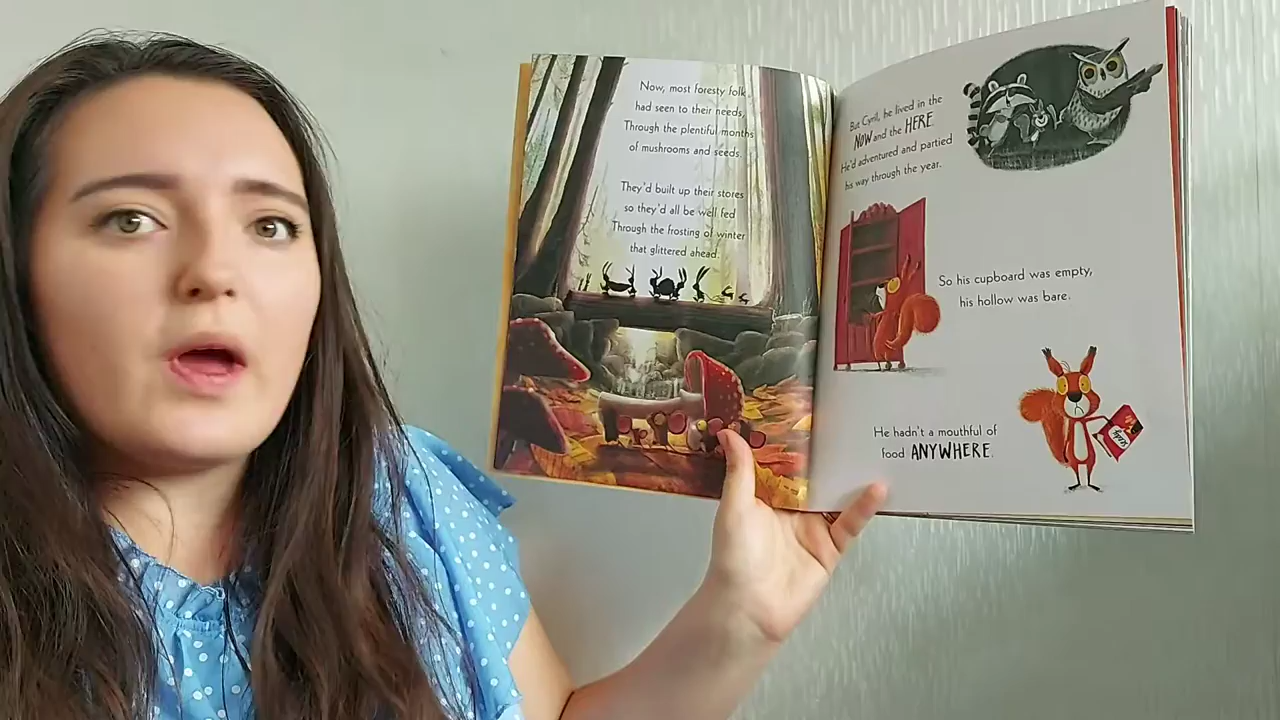 Now, most foresty folk
had seen to their needs,
Through the plentiful months
of mushrooms and seeds.
They'd built up their stores
so they'd all be well fed
Through the frosting of winter
that glittered ahead.
But Cyril, he lived in the
NOW and the HERE.
He'd adventured and partied
his way through the year.
So his cupboard was empty,
his hollow was bare.
He hadn't a mouthful of
food ANYWHERE.